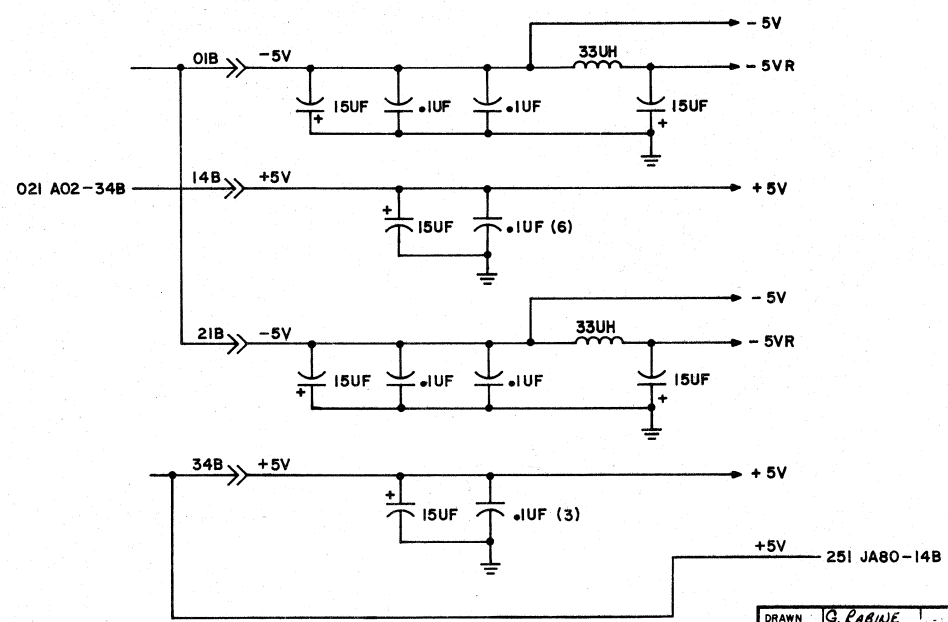 - 5V
01B -5V 33UH - 5VR
15UF .1UF .1UF 15UF
+ +
021 A02-34B 14B +5V + 5V
+ 15UF .1UF (6)
- 5V
21B -5V 33UH - 5VR
15UF .1UF .1UF 15UF
+ +
34B +5V + 5V
+ 15UF .1UF (3)
+5V 251 JA80-14B
DRAWN G. RABINE